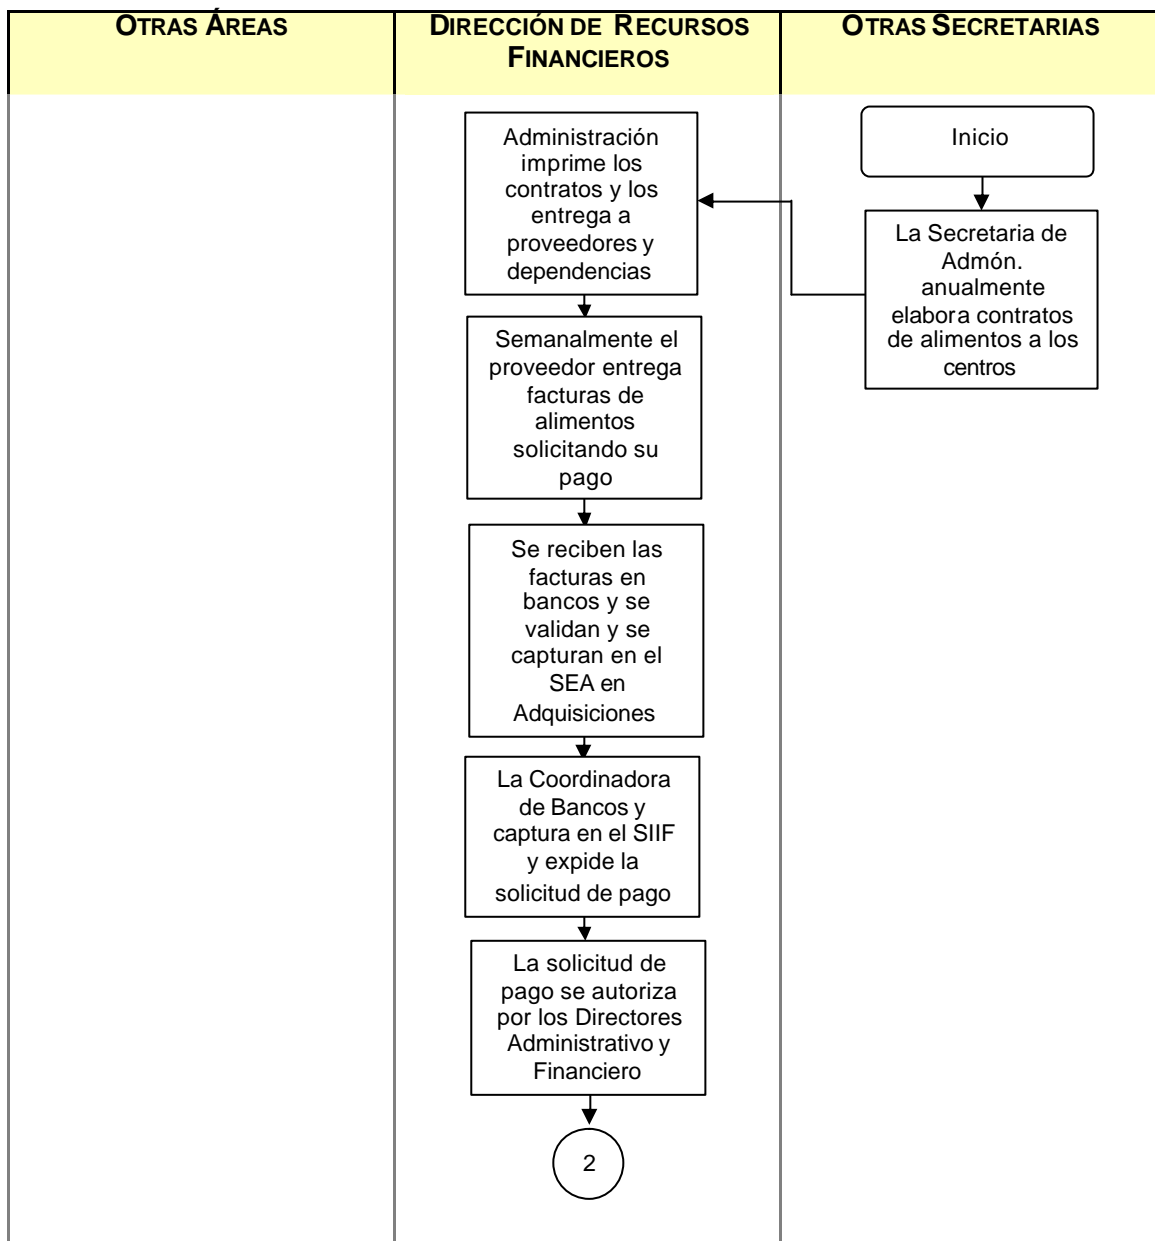 OTRAS ÁREAS
DIRECCIÓN DE RECURSOS
FINANCIEROS
OTRAS SECRETARIAS
Inicio
La Secretaria de
Admón.
anualmente
elabora contratos
de alimentos a los
centros
Administración
imprime los
contratos y los
entrega a
proveedores y
dependencias
Semanalmente el
proveedor entrega
facturas de
alimentos
solicitando su
pago
Se reciben las
facturas en
bancos y se
validan y se
capturan en el
SEA en
Adquisiciones
La Coordinadora
de Bancos y
captura en el SIIF
y expide la
solicitud de pago
La solicitud de
pago se autoriza
por los Directores
Administrativo y
Financiero
2